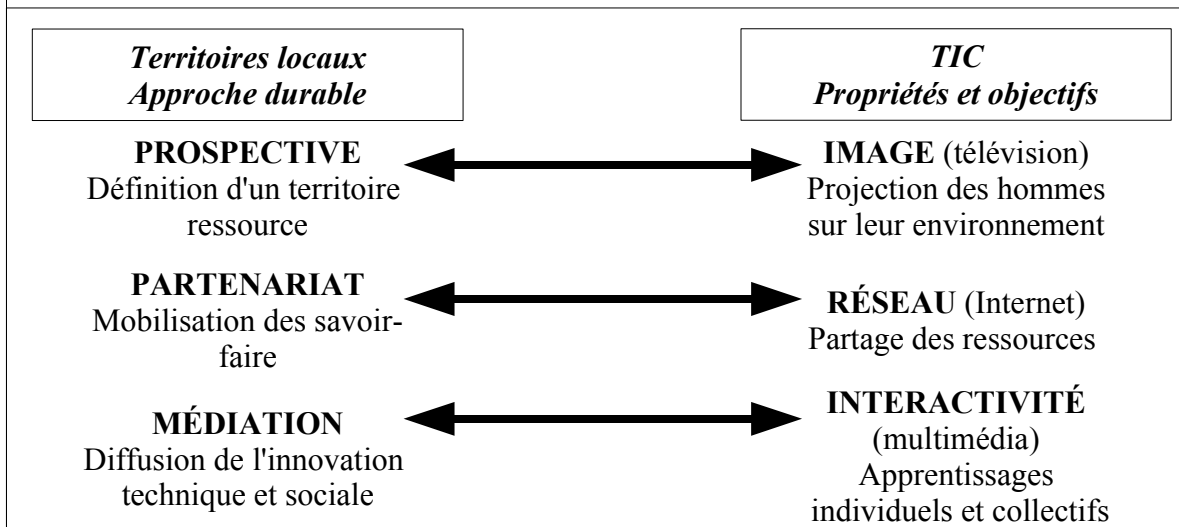 Territoires locaux
Approche durable
TIC
Propriétés et objectifs
PROSPECTIVE
Définition d'un territoire
ressource
IMAGE (télévision)
Projection des hommes
sur leur environnement
PARTENARIAT
Mobilisation des savoir-
faire
RÉSEAU (Internet)
Partage des ressources
MÉDIATION
Diffusion de l'innovation
technique et sociale
INTERACTIVITÉ
(multimédia)
Apprentissages
individuels et collectifs